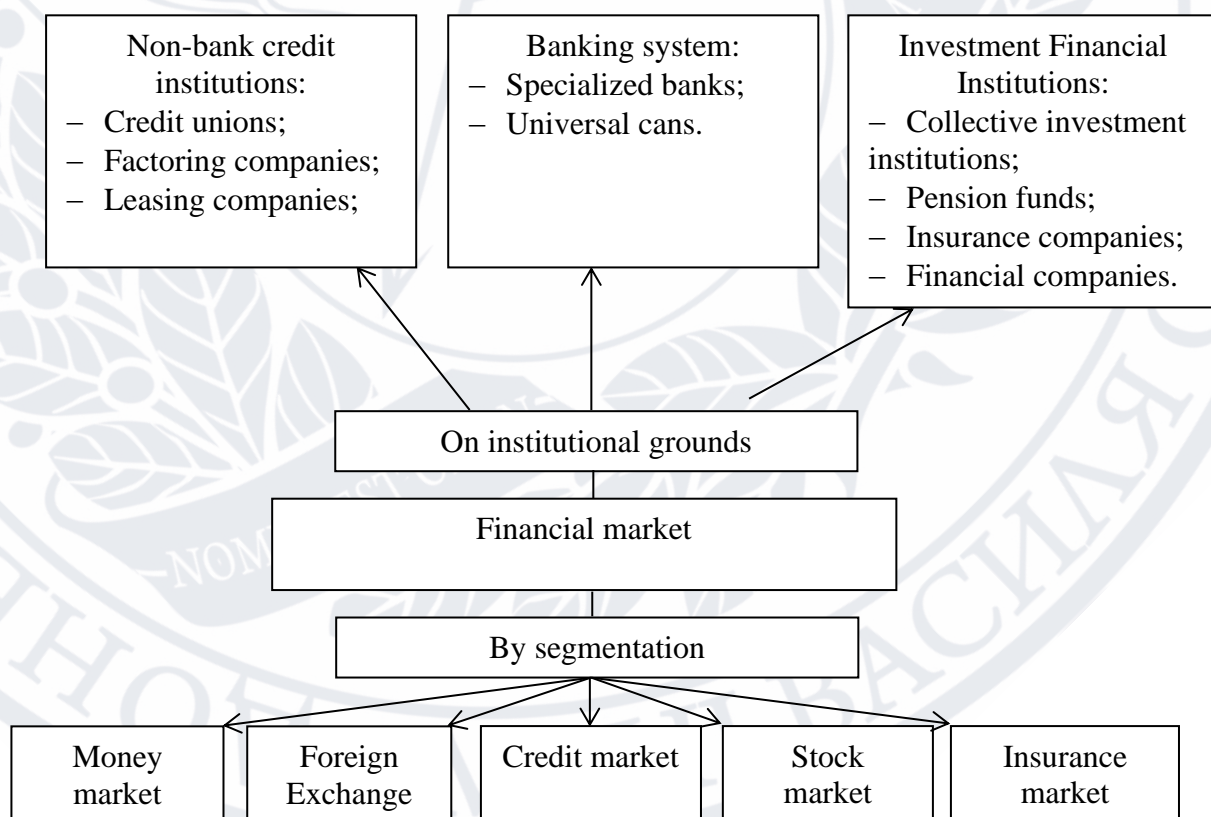 Non-bank credit
institutions:
– Credit unions;
– Factoring companies;
– Leasing companies;
Banking system:
– Specialized banks;
– Universal cans.
Investment Financial
Institutions:
– Collective investment
institutions;
– Pension funds;
– Insurance companies;
– Financial companies.
On institutional grounds
Financial market
By segmentation
Money
market
Foreign
Exchange
Credit market
Stock
market
Insurance
market
ВАСИЛЯ